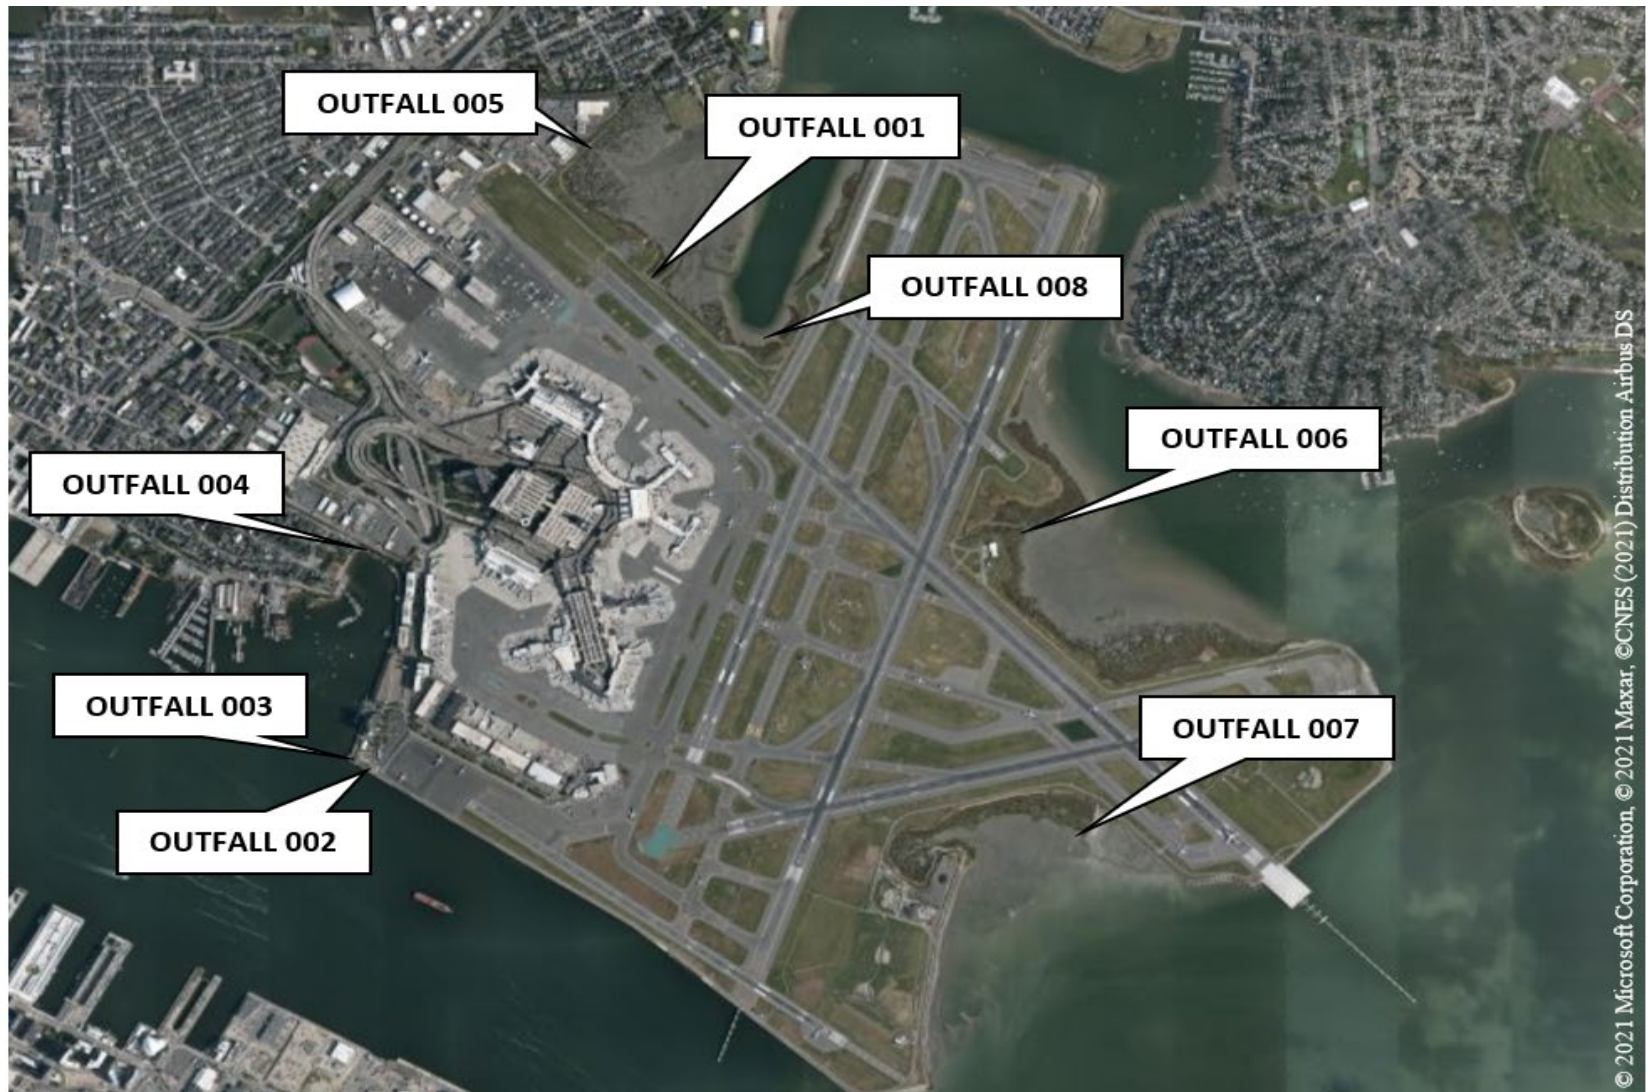 OUTFALL 005
OUTFALL 001
OUTFALL 008
OUTFALL 006
OUTFALL 004
OUTFALL 003
OUTFALL 007
OUTFALL 002
© 2021 Microsoft Corporation, ©2021 Maxar, ©CNES (2021) Distribution Airbus DS